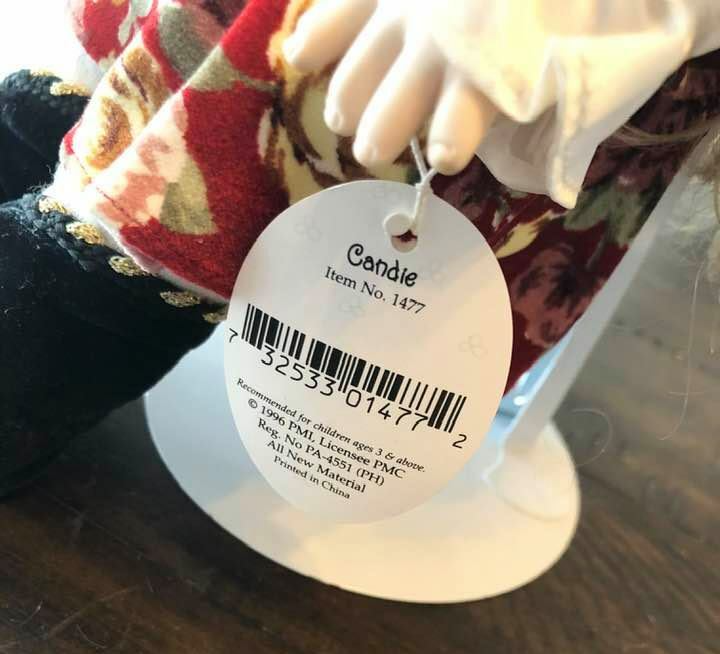 Candie
Item No. 1477
7 32533 01477 2
Recommended for children ages 3 & above.
© 1996 PMI, Licensee PMC
Reg. No PA-4551 (PH)
All New Material
Printed in China